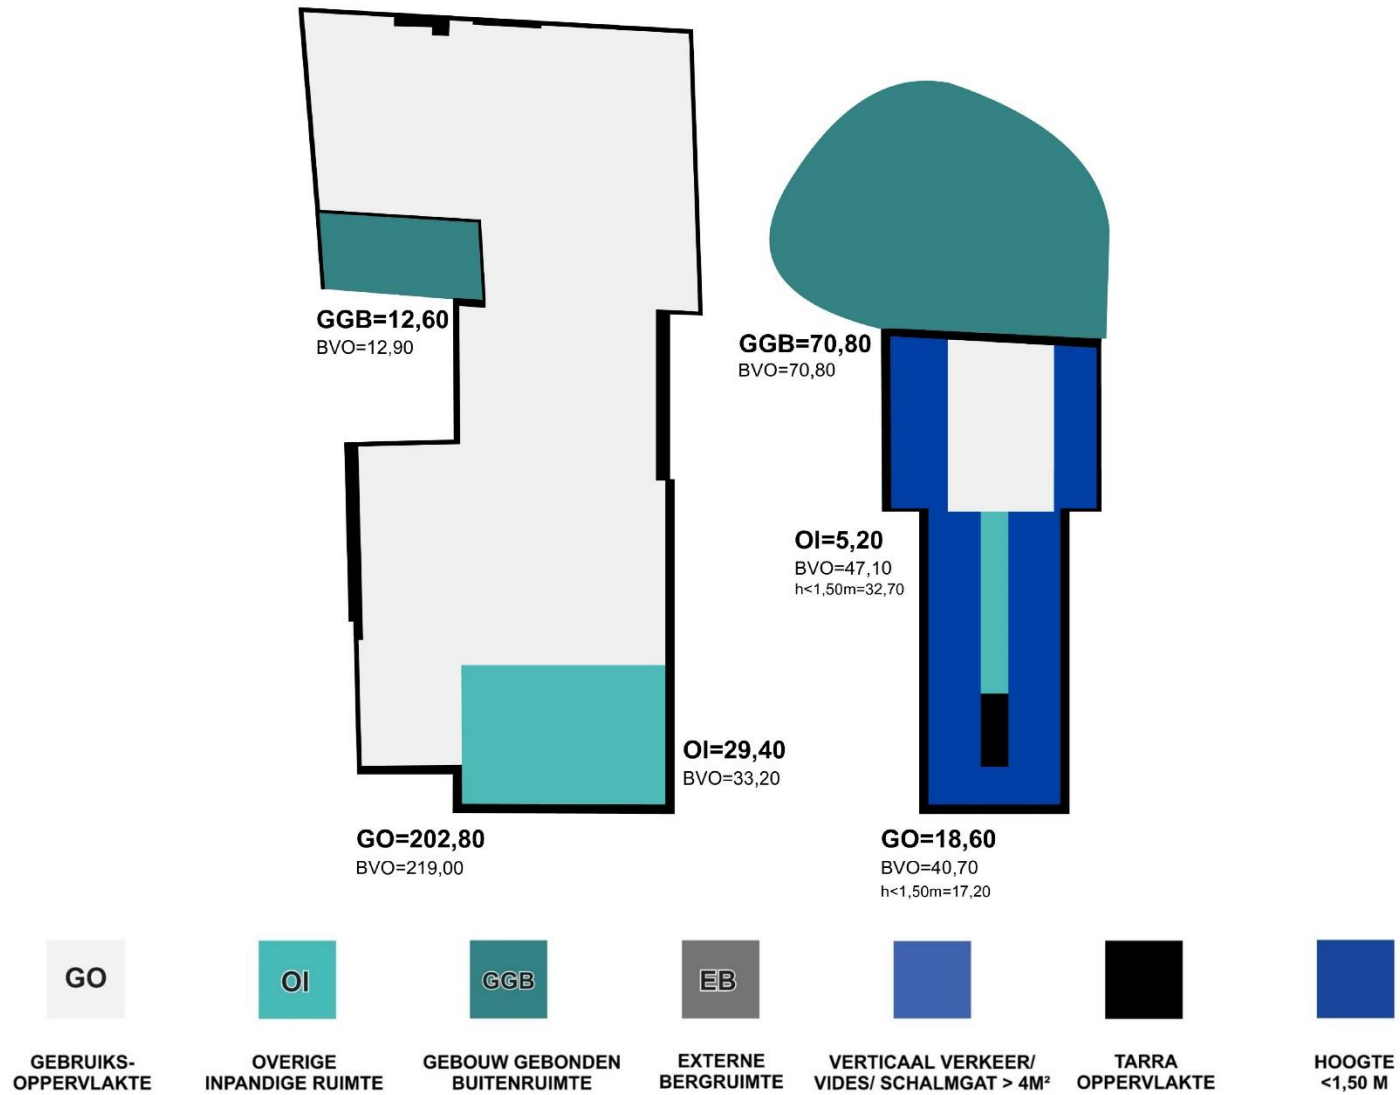 GGB=12,60
BVO=12,90
GGB=70,80
BVO=70,80
OI=5,20
BVO=47,10
h<1,50m=32,70
OI=29,40
BVO=33,20
GO=202,80
BVO=219,00
GO=18,60
BVO=40,70
h<1,50m=17,20
GO
OI
GGB
EB
GEBRUIKS-
OPPERVLAKTE
OVERIGE
INPANDIGE RUIMTE
GEBOUW GEBONDEN
BUITENRUIMTE
EXTERNE
BERGRUIMTE
VERTICAAL VERKEER/
VIDES/ SCHALMGAT > 4M²
TARRA
OPPERVLAKTE
HOOGTE
<1,50 M